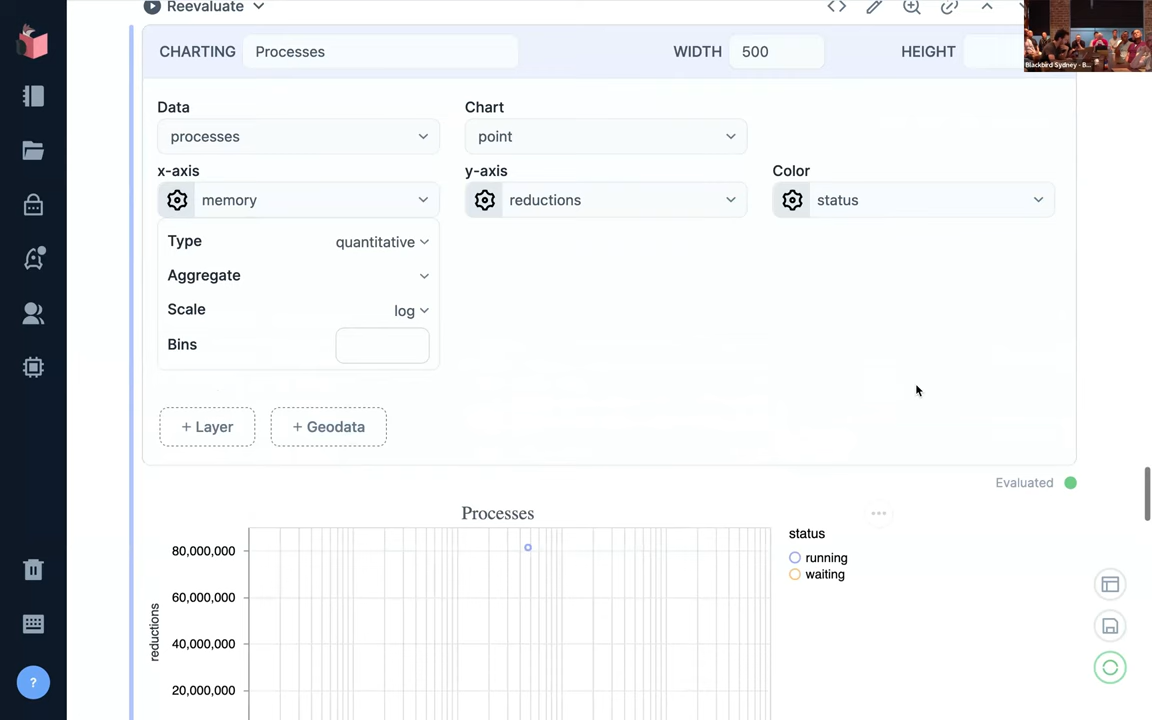 Reevaluate
CHARTING Processes WIDTH 500 HEIGHT
Blackbird Sydney - B...
Data Chart
processes point
x-axis y-axis Color
memory reductions status
Type quantitative
Aggregate
Scale log
Bins
+ Layer + Geodata
Evaluated
Processes
status
running
waiting
80,000,000
60,000,000
40,000,000
20,000,000
reductions
?